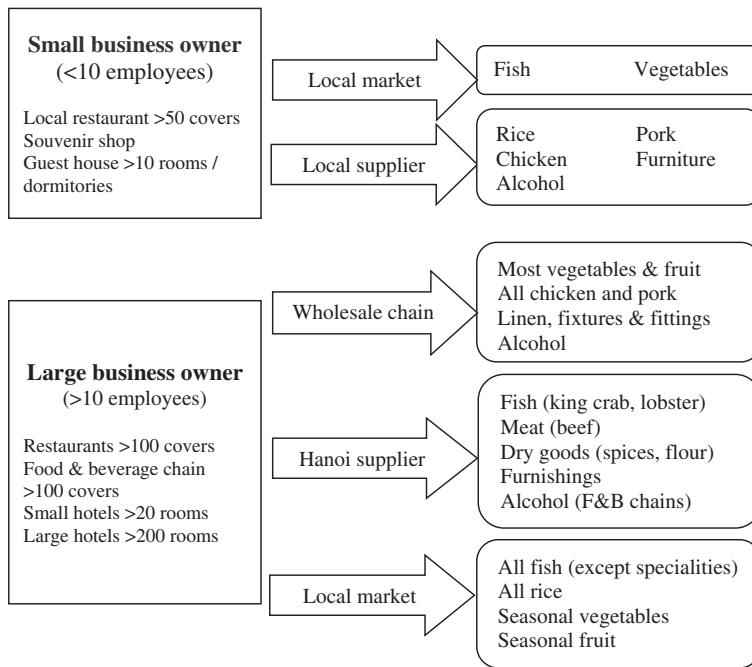 Small business owner
(<10 employees)
Local restaurant >50 covers
Souvenir shop
Guest house >10 rooms /
dormitories
Local market
Fish Vegetables
Local supplier
Rice Pork
Chicken Furniture
Alcohol
Large business owner
(>10 employees)
Restaurants >100 covers
Food & beverage chain
>100 covers
Small hotels >20 rooms
Large hotels >200 rooms
Wholesale chain
Most vegetables & fruit
All chicken and pork
Linen, fixtures & fittings
Alcohol
Hanoi supplier
Fish (king crab, lobster)
Meat (beef)
Dry goods (spices, flour)
Furnishings
Alcohol (F&B chains)
Local market
All fish (except specialities)
All rice
Seasonal vegetables
Seasonal fruit